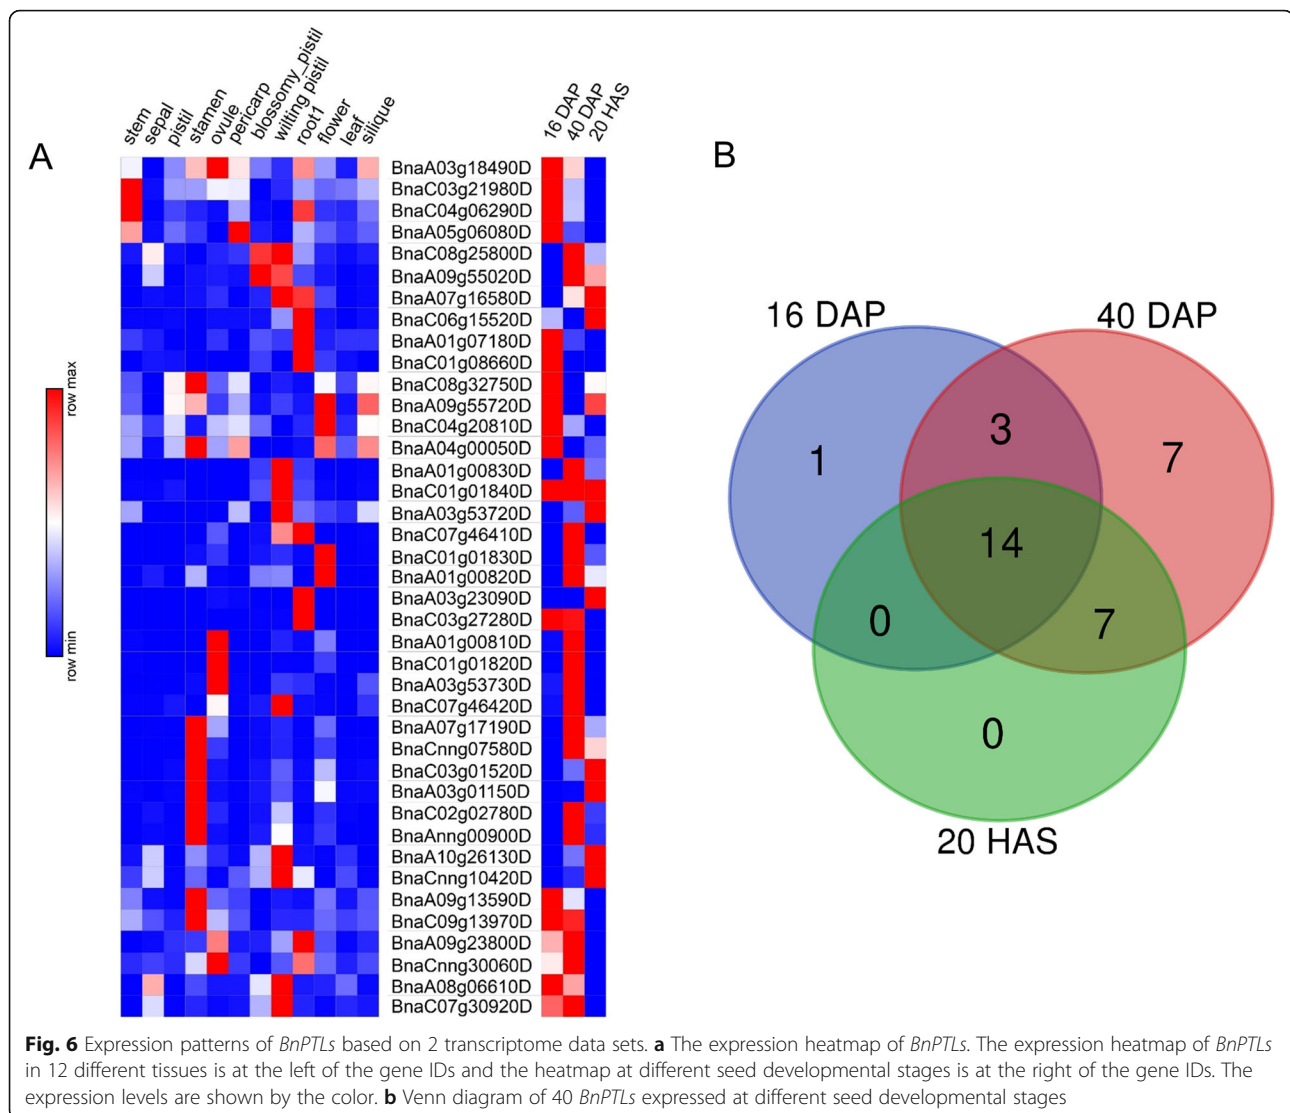 A
stem
sepal
pistil
stamen
ovule
pericarp
blossomy_pistil
wilting pistil
root1
flower
leaf
silique
16 DAP
40 DAP
20 HAS
row max
row min
BnaA03g18490D
BnaC03g21980D
BnaC04g06290D
BnaA05g06080D
BnaC08g25800D
BnaA09g55020D
BnaA07g16580D
BnaC06g15520D
BnaA01g07180D
BnaC01g08660D
BnaC08g32750D
BnaA09g55720D
BnaC04g20810D
BnaA04g00050D
BnaA01g00830D
BnaC01g01840D
BnaA03g53720D
BnaC07g46410D
BnaC01g01830D
BnaA01g00820D
BnaA03g23090D
BnaC03g27280D
BnaA01g00810D
BnaC01g01820D
BnaA03g53730D
BnaC07g46420D
BnaA07g17190D
BnaCnng07580D
BnaC03g01520D
BnaA03g01150D
BnaC02g02780D
BnaAnng00900D
BnaA10g26130D
BnaCnng10420D
BnaA09g13590D
BnaC09g13970D
BnaA09g23800D
BnaCnng30060D
BnaA08g06610D
BnaC07g30920D
B
16 DAP
40 DAP
3
1
7
14
0
7
0
20 HAS
Fig. 6 Expression patterns of BnPTLs based on 2 transcriptome data sets. a The expression heatmap of BnPTLs. The expression heatmap of BnPTLs
in 12 different tissues is at the left of the gene IDs and the heatmap at different seed developmental stages is at the right of the gene IDs. The
expression levels are shown by the color. b Venn diagram of 40 BnPTLs expressed at different seed developmental stages